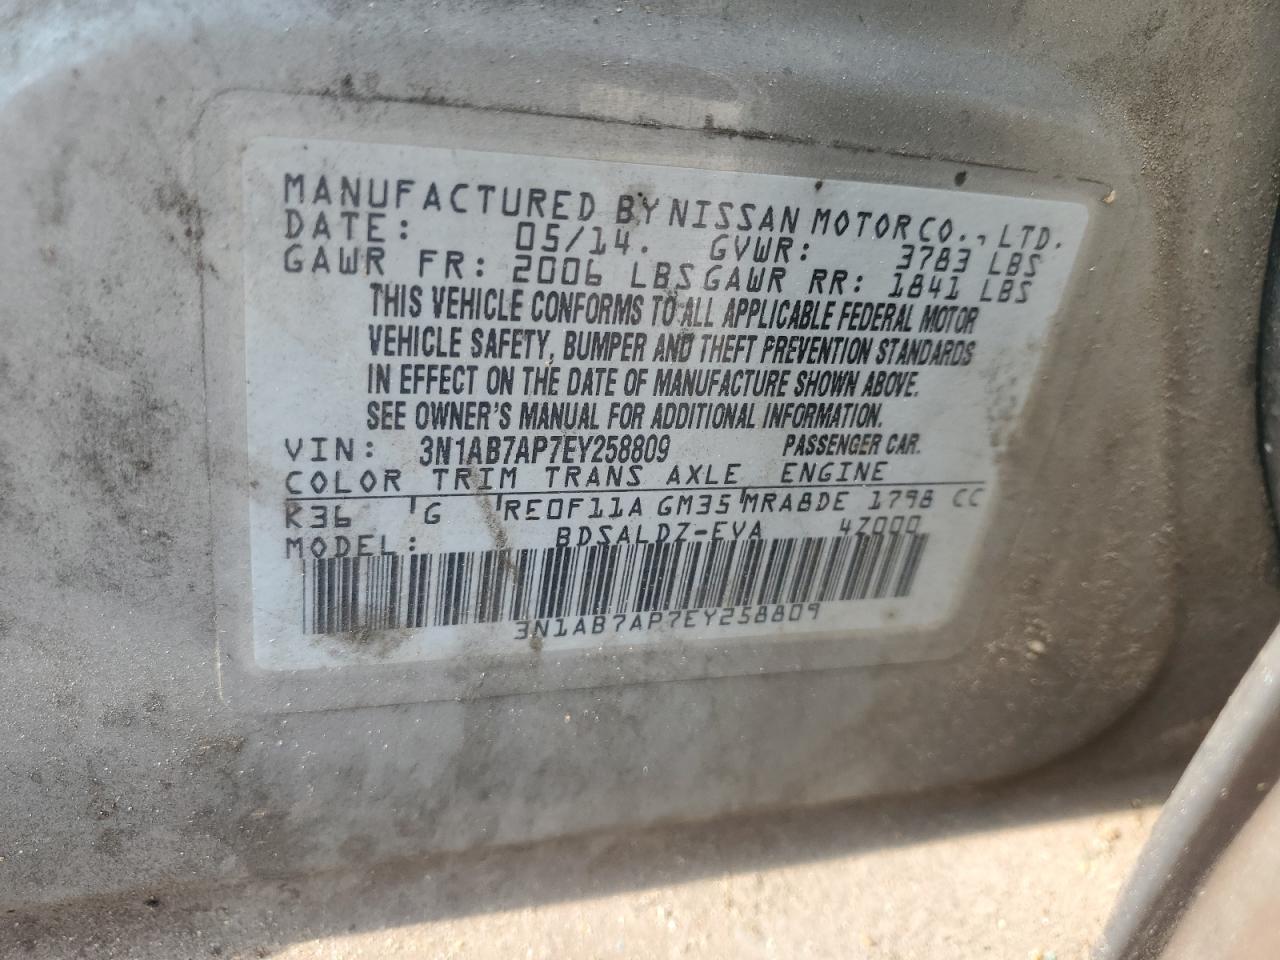 MANUFACTURED BY NISSAN MOTOR CO., LTD.
DATE: 05/14. GVWR: 3783 LBS
GAWR FR: 2006 LBS GAWR RR: 1841 LBS
THIS VEHICLE CONFORMS TO ALL APPLICABLE FEDERAL MOTOR
VEHICLE SAFETY, BUMPER AND THEFT PREVENTION STANDARDS
IN EFFECT ON THE DATE OF MANUFACTURE SHOWN ABOVE.
SEE OWNER'S MANUAL FOR ADDITIONAL INFORMATION.
VIN: 3N1AB7AP7EY258809 PASSENGER CAR.
COLOR TRIM TRANS AXLE ENGINE
K36 G RE0F11A GM35 MRA8DE 1798 CC
MODEL: BDSALDZ-EVA 4Z000
3N1AB7AP7EY258809